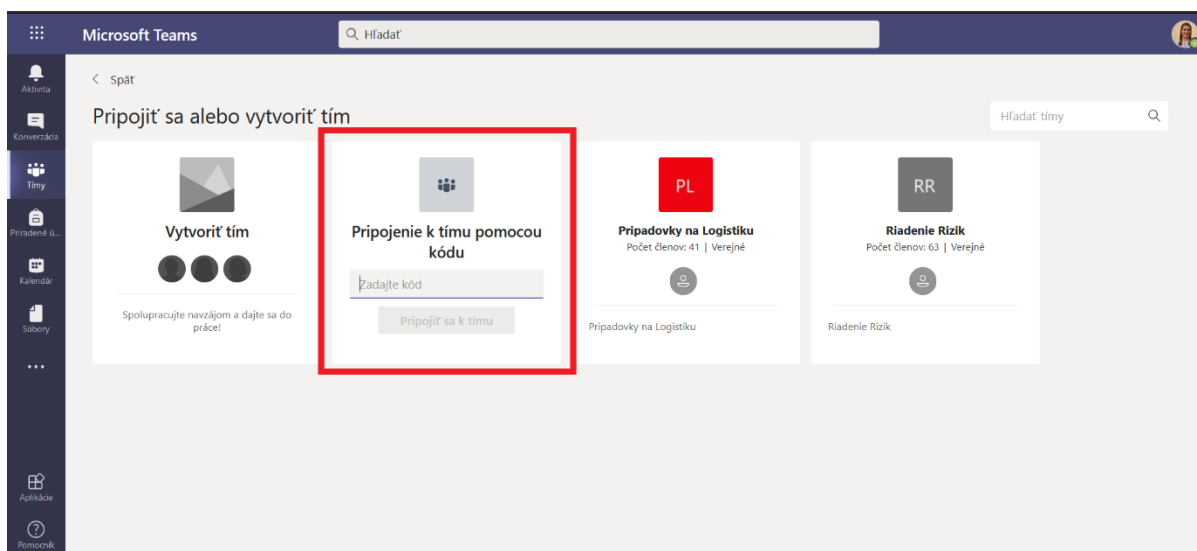 Microsoft Teams
Hľadať
Aktivita
Konverzácia
Tímy
Priradené ú...
Kalendár
Súbory
Aplikácie
Pomocník
Späť
Pripojiť sa alebo vytvoriť tím
Hľadať tímy
Vytvoriť tím
Spolupracujte navzájom a dajte sa do
práce!
Pripojenie k tímu pomocou
kódu
Zadajte kód
Pripojiť sa k tímu
PL
Pripadovky na Logistiku
Počet členov: 41 | Verejné
Pripadovky na Logistiku
RR
Riadenie Rizik
Počet členov: 63 | Verejné
Riadenie Rizik